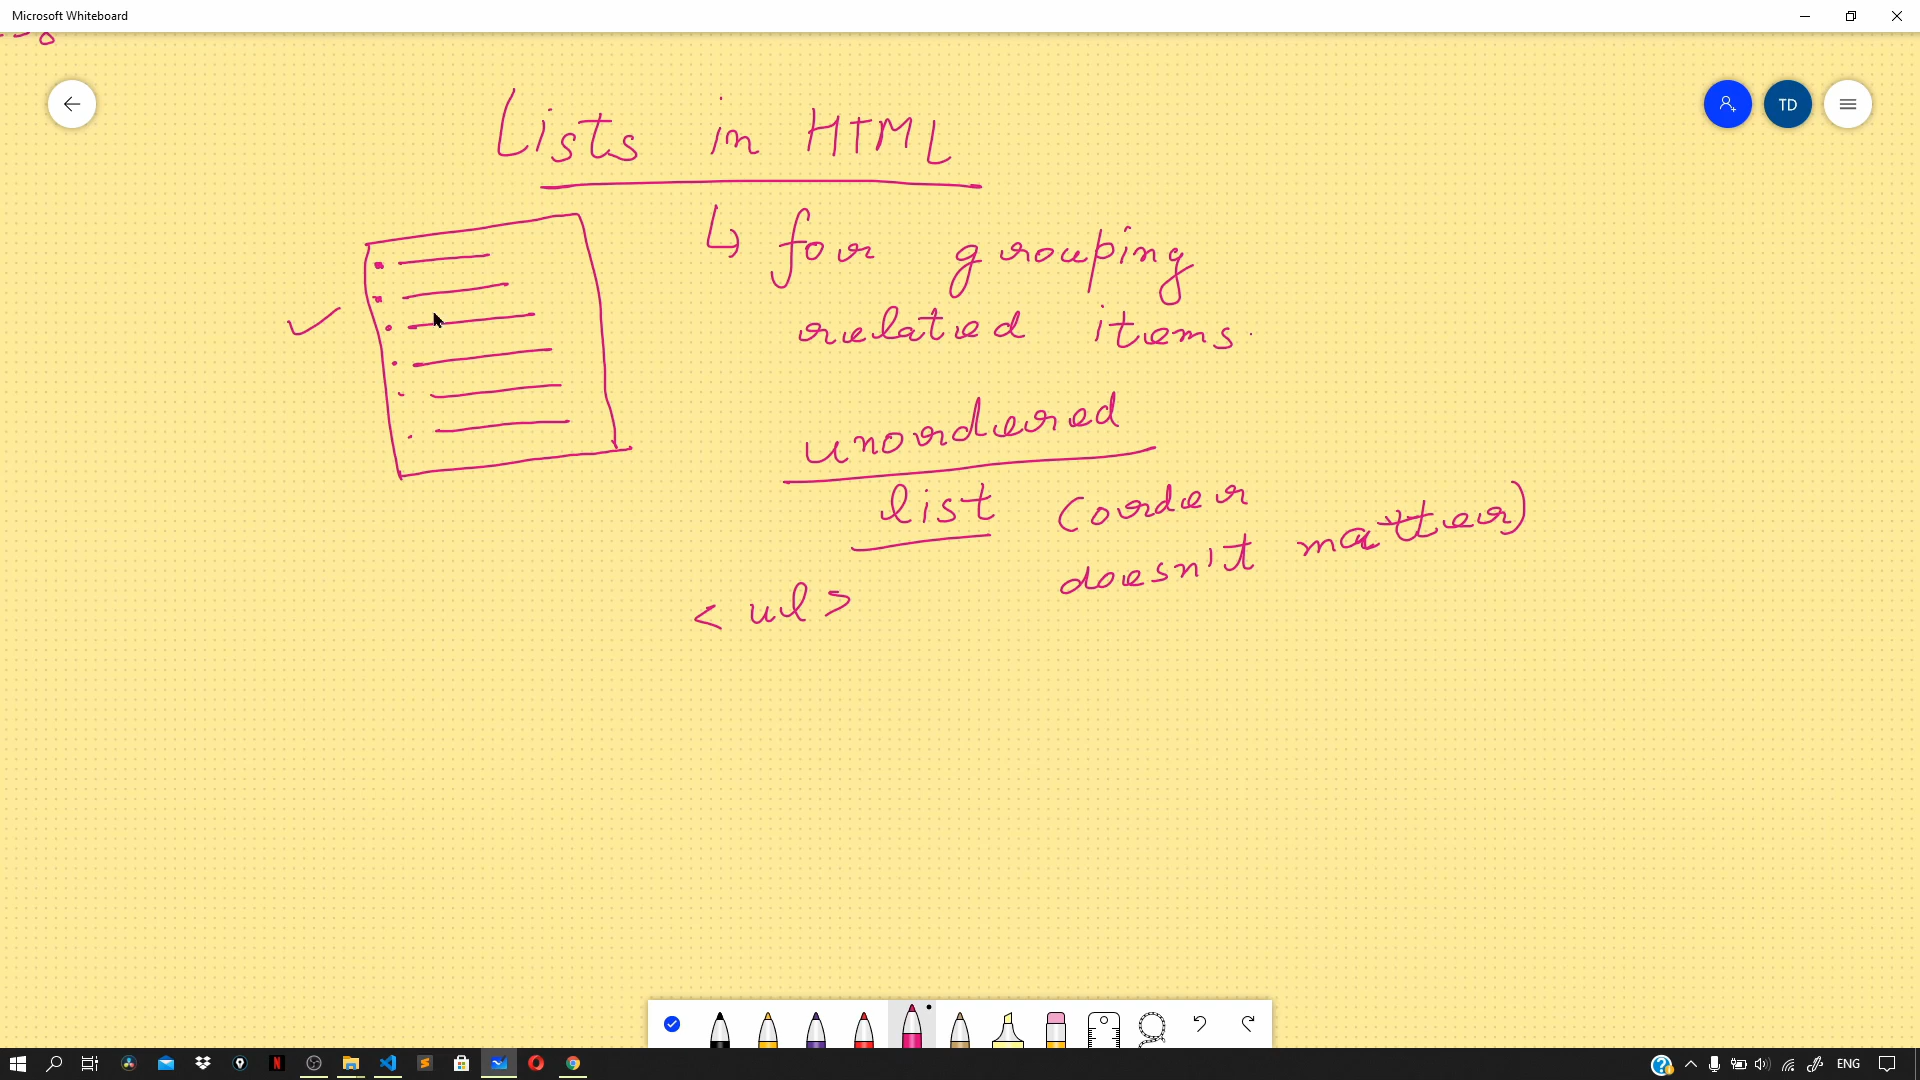 Microsoft Whiteboard
TD
Lists in HTML
↳ for grouping
related items.
unordered
list (order
doesn't matter)
<ul>
ENG